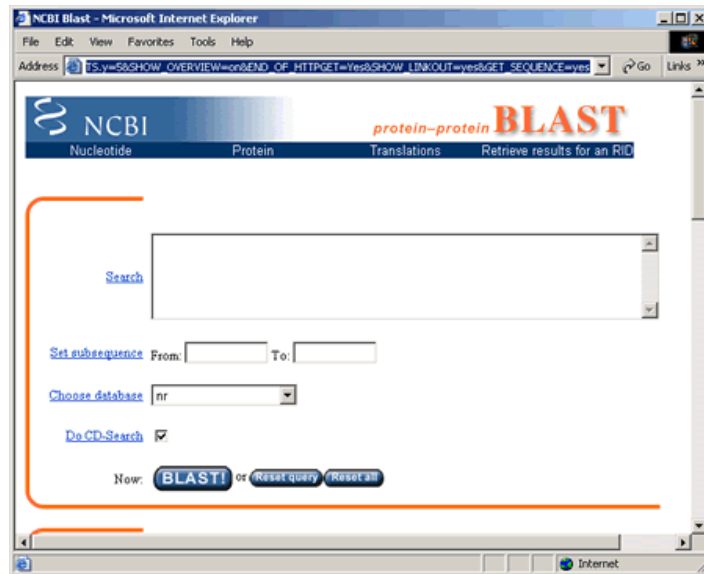 NCBI Blast - Microsoft Internet Explorer
File Edit View Favorites Tools Help
Address TS.y=5&SHOW_OVERVIEW=on&END_OF_HTTPGET=Yes&SHOW_LINKOUT=yes&GET_SEQUENCE=yes Go Links »
NCBI protein-protein BLAST
Nucleotide Protein Translations Retrieve results for an RID
Search
Set subsequence From: To:
Choose database nr
Do CD-Search
Now: BLAST! or Reset query Reset all
Internet